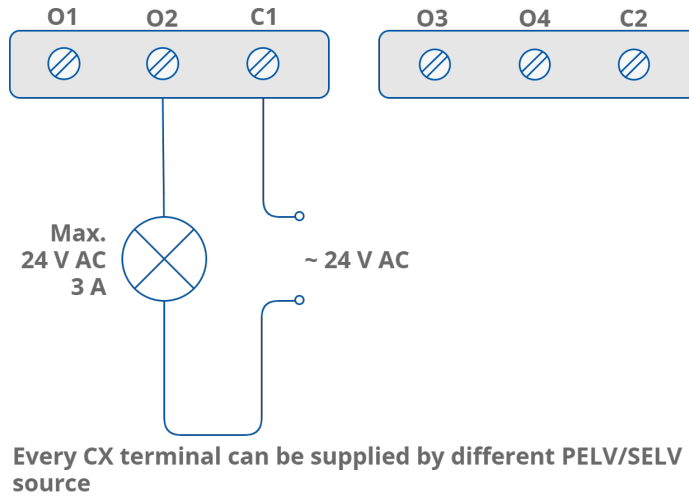 O1 O2 C1 O3 O4 C2
Max.
24 V AC
3 A
~ 24 V AC
Every CX terminal can be supplied by different PELV/SELV
source